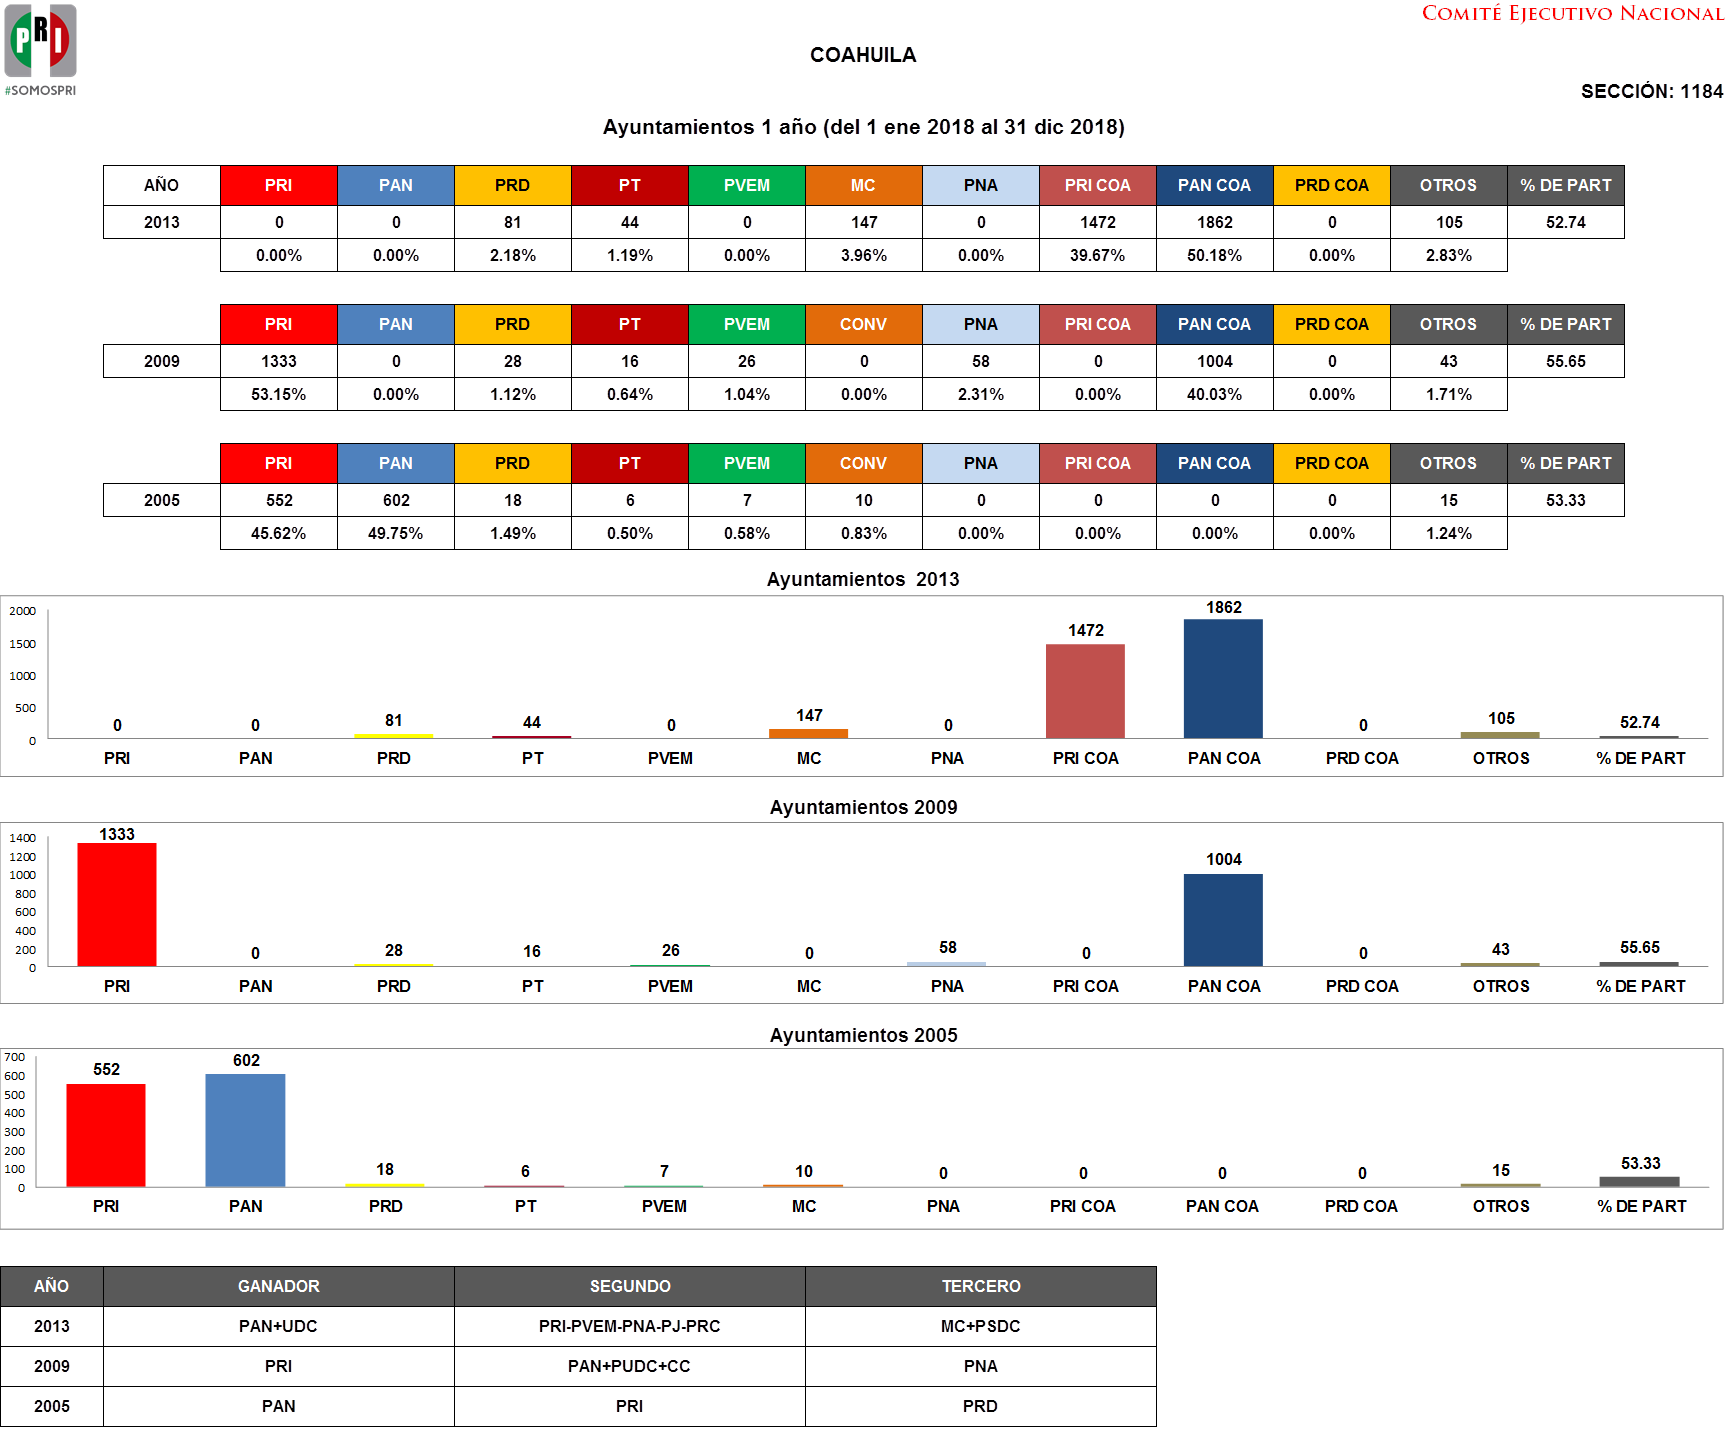 PRI
#SOMOSPRI
COMITÉ EJECUTIVO NACIONAL
COAHUILA
SECCIÓN: 1184
Ayuntamientos 1 año (del 1 ene 2018 al 31 dic 2018)
AÑO PRI PAN PRD PT PVEM MC PNA PRI COA PAN COA PRD COA OTROS % DE PART
2013 0 0 81 44 0 147 0 1472 1862 0 105 52.74
0.00% 0.00% 2.18% 1.19% 0.00% 3.96% 0.00% 39.67% 50.18% 0.00% 2.83%
PRI PAN PRD PT PVEM CONV PNA PRI COA PAN COA PRD COA OTROS % DE PART
2009 1333 0 28 16 26 0 58 0 1004 0 43 55.65
53.15% 0.00% 1.12% 0.64% 1.04% 0.00% 2.31% 0.00% 40.03% 0.00% 1.71%
PRI PAN PRD PT PVEM CONV PNA PRI COA PAN COA PRD COA OTROS % DE PART
2005 552 602 18 6 7 10 0 0 0 0 15 53.33
45.62% 49.75% 1.49% 0.50% 0.58% 0.83% 0.00% 0.00% 0.00% 0.00% 1.24%
Ayuntamientos 2013
2000
1500
1000
500
0
0 0 81 44 0 147 0 1472 1862 0 105 52.74
PRI PAN PRD PT PVEM MC PNA PRI COA PAN COA PRD COA OTROS % DE PART
Ayuntamientos 2009
1400
1200
1000
800
600
400
200
0
1333 0 28 16 26 0 58 0 1004 0 43 55.65
PRI PAN PRD PT PVEM MC PNA PRI COA PAN COA PRD COA OTROS % DE PART
Ayuntamientos 2005
700
600
500
400
300
200
100
0
552 602 18 6 7 10 0 0 0 0 15 53.33
PRI PAN PRD PT PVEM MC PNA PRI COA PAN COA PRD COA OTROS % DE PART
AÑO GANADOR SEGUNDO TERCERO
2013 PAN+UDC PRI-PVEM-PNA-PJ-PRC MC+PSDC
2009 PRI PAN+PUDC+CC PNA
2005 PAN PRI PRD